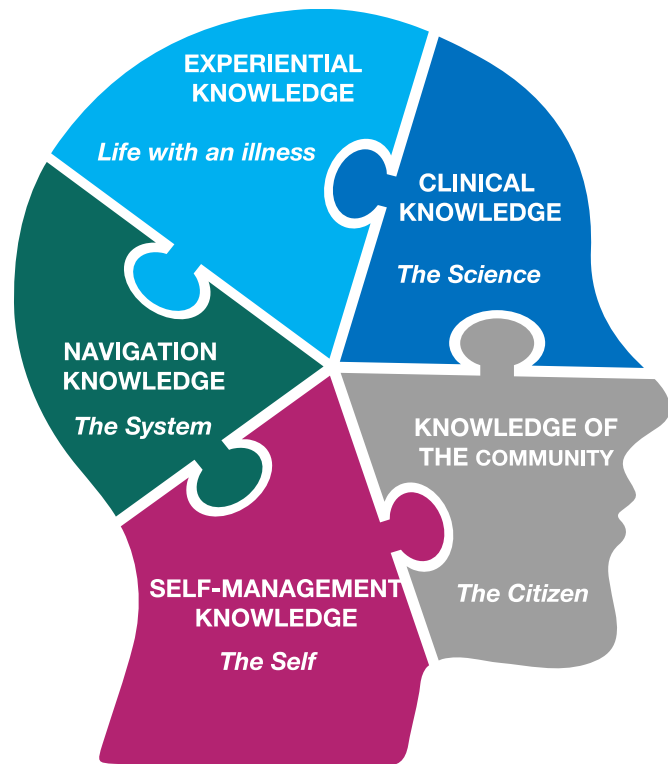 EXPERIENTIAL
KNOWLEDGE
Life with an illness
CLINICAL
KNOWLEDGE
The Science
NAVIGATION
KNOWLEDGE
The System
KNOWLEDGE OF
THE COMMUNITY
The Citizen
SELF-MANAGEMENT
KNOWLEDGE
The Self